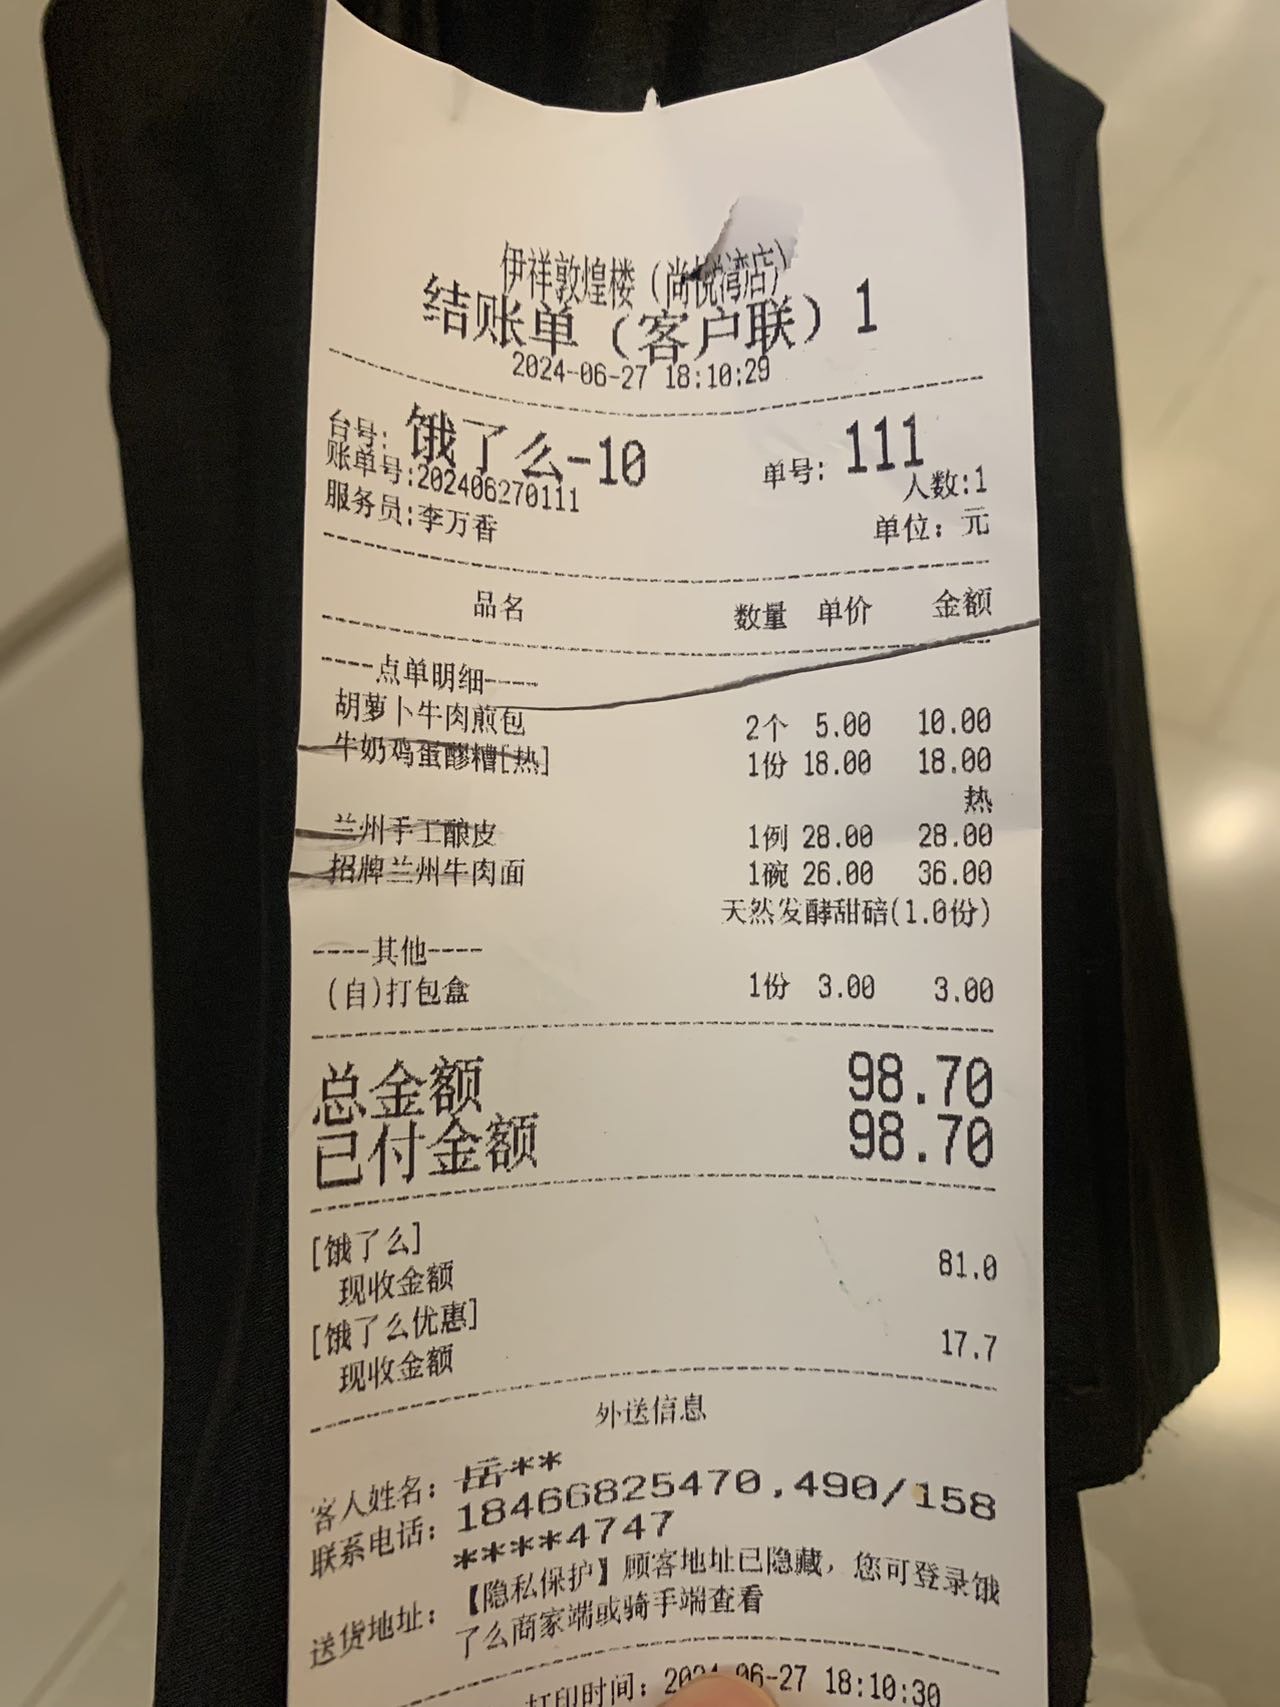 伊祥敦煌楼（尚悦湾店）
结账单（客户联）1
2024-06-27 18:10:29
台号: 饿了么-10 单号: 111
账单号:202406270111 人数:1
服务员:李万香 单位: 元
品名 数量 单价 金额
----点单明细----
胡萝卜牛肉煎包 2个 5.00 10.00
牛奶鸡蛋醪糟[热] 1份 18.00 18.00
热
兰州手工酿皮 1例 28.00 28.00
招牌兰州牛肉面 1碗 26.00 36.00
天然发酵甜碚(1.0份)
----其他----
(自)打包盒 1份 3.00 3.00
总金额 98.70
已付金额 98.70
[饿了么]
现收金额 81.0
[饿了么优惠]
现收金额 17.7
外送信息
客人姓名: 岳**
联系电话: 18466825470,490/158
****4747
送货地址: 【隐私保护】顾客地址已隐藏，您可登录饿
了么商家端或骑手端查看
打印时间: 2024-06-27 18:10:30